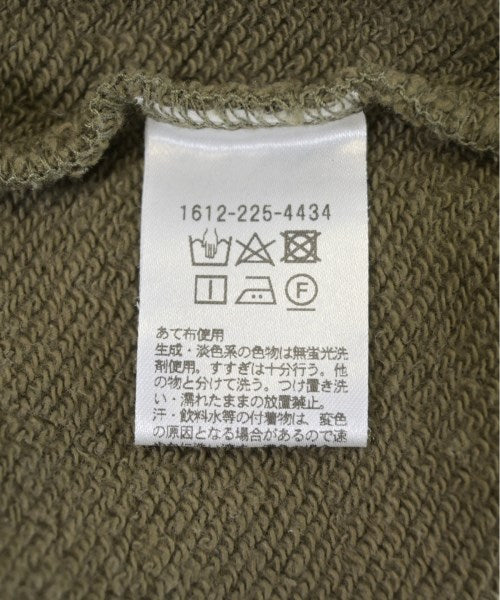 1612-225-4434
F
あて布使用
生成・淡色系の色物は無蛍光洗
剤使用。すすぎは十分行う。他
の物と分けて洗う。つけ置き洗
い・濡れたままの放置禁止。
汗・飲料水等の付着物は、変色
の原因となる場合があるので速